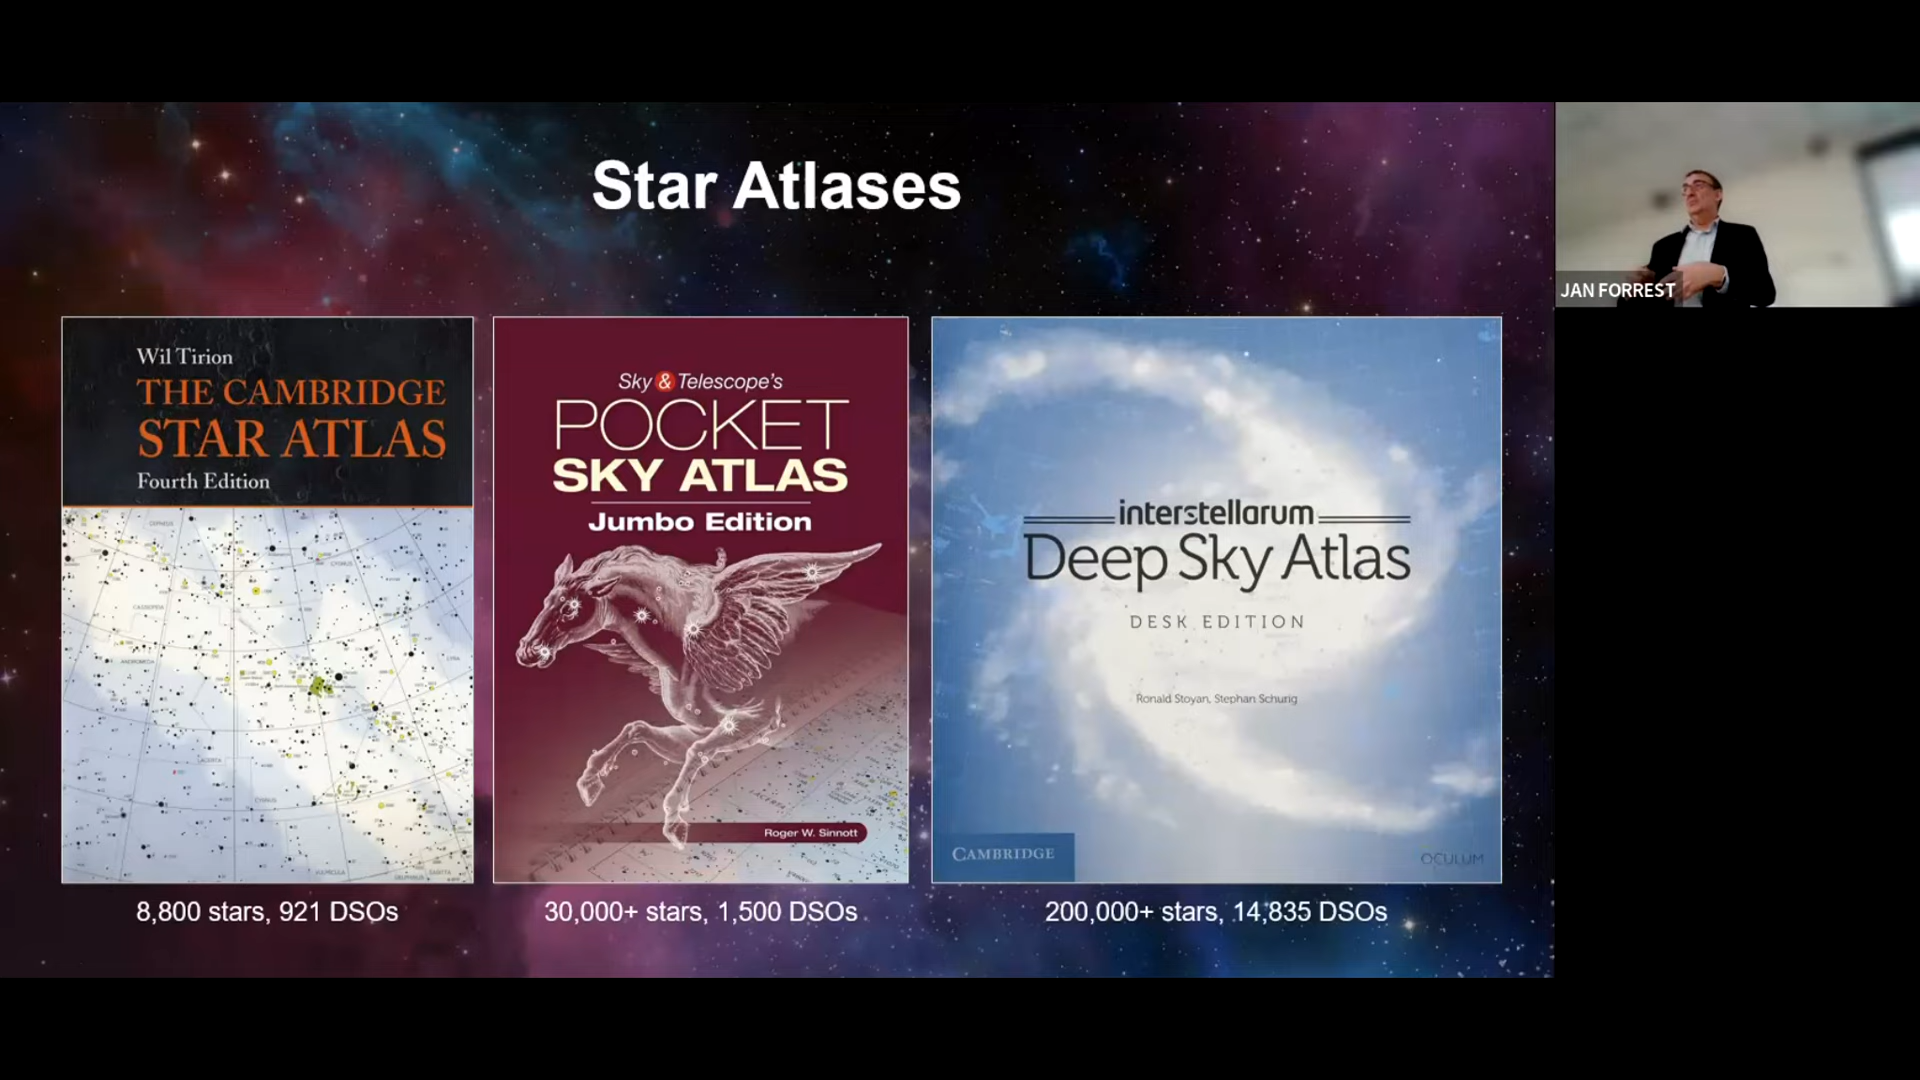 Star Atlases
JAN FORREST
Wil Tirion
THE CAMBRIDGE
STAR ATLAS
Fourth Edition
8,800 stars, 921 DSOs
Sky & Telescope's
POCKET
SKY ATLAS
Jumbo Edition
Roger W. Sinnott
30,000+ stars, 1,500 DSOs
interstellarum
Deep Sky Atlas
DESK EDITION
Ronald Stoyan, Stephan Schurig
CAMBRIDGE
OCULUM
200,000+ stars, 14,835 DSOs